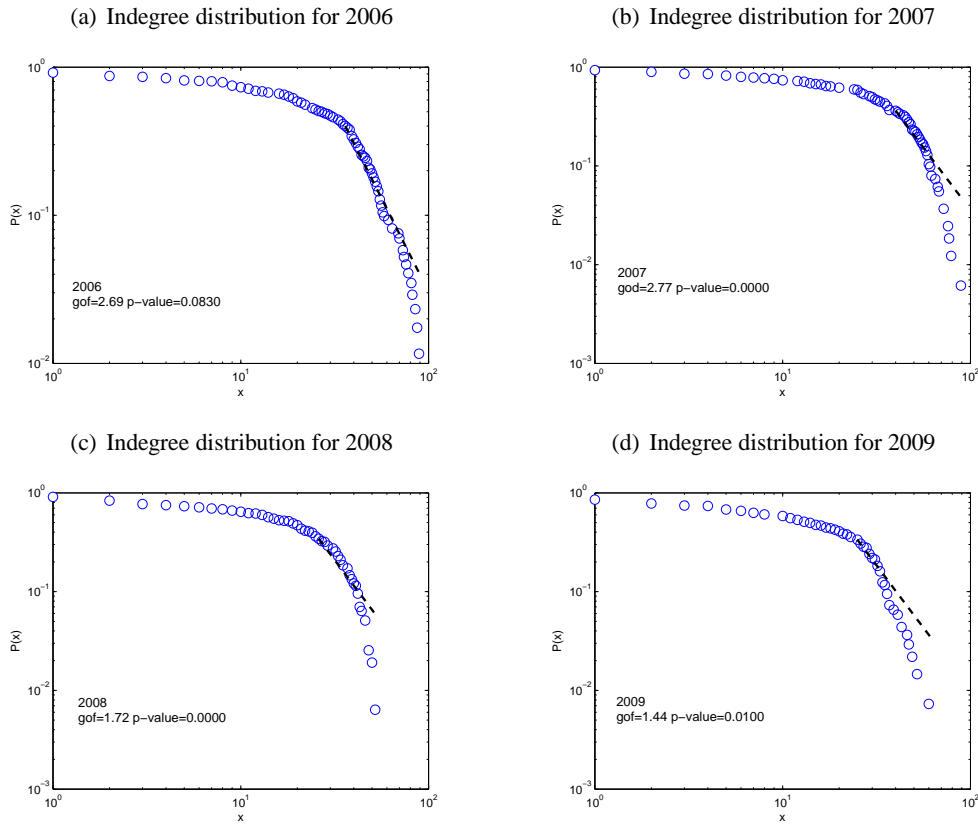 (a) Indegree distribution for 2006
10^0
10^-1
10^-2
P(x)
2006
gof=2.69 p-value=0.0830
10^0
10^1
10^2
x
(b) Indegree distribution for 2007
10^0
10^-1
10^-2
10^-3
P(x)
2007
god=2.77 p-value=0.0000
10^0
10^1
10^2
x
(c) Indegree distribution for 2008
10^0
10^-1
10^-2
10^-3
P(x)
2008
gof=1.72 p-value=0.0000
10^0
10^1
10^2
x
(d) Indegree distribution for 2009
10^0
10^-1
10^-2
10^-3
P(x)
2009
gof=1.44 p-value=0.0100
10^0
10^1
10^2
x